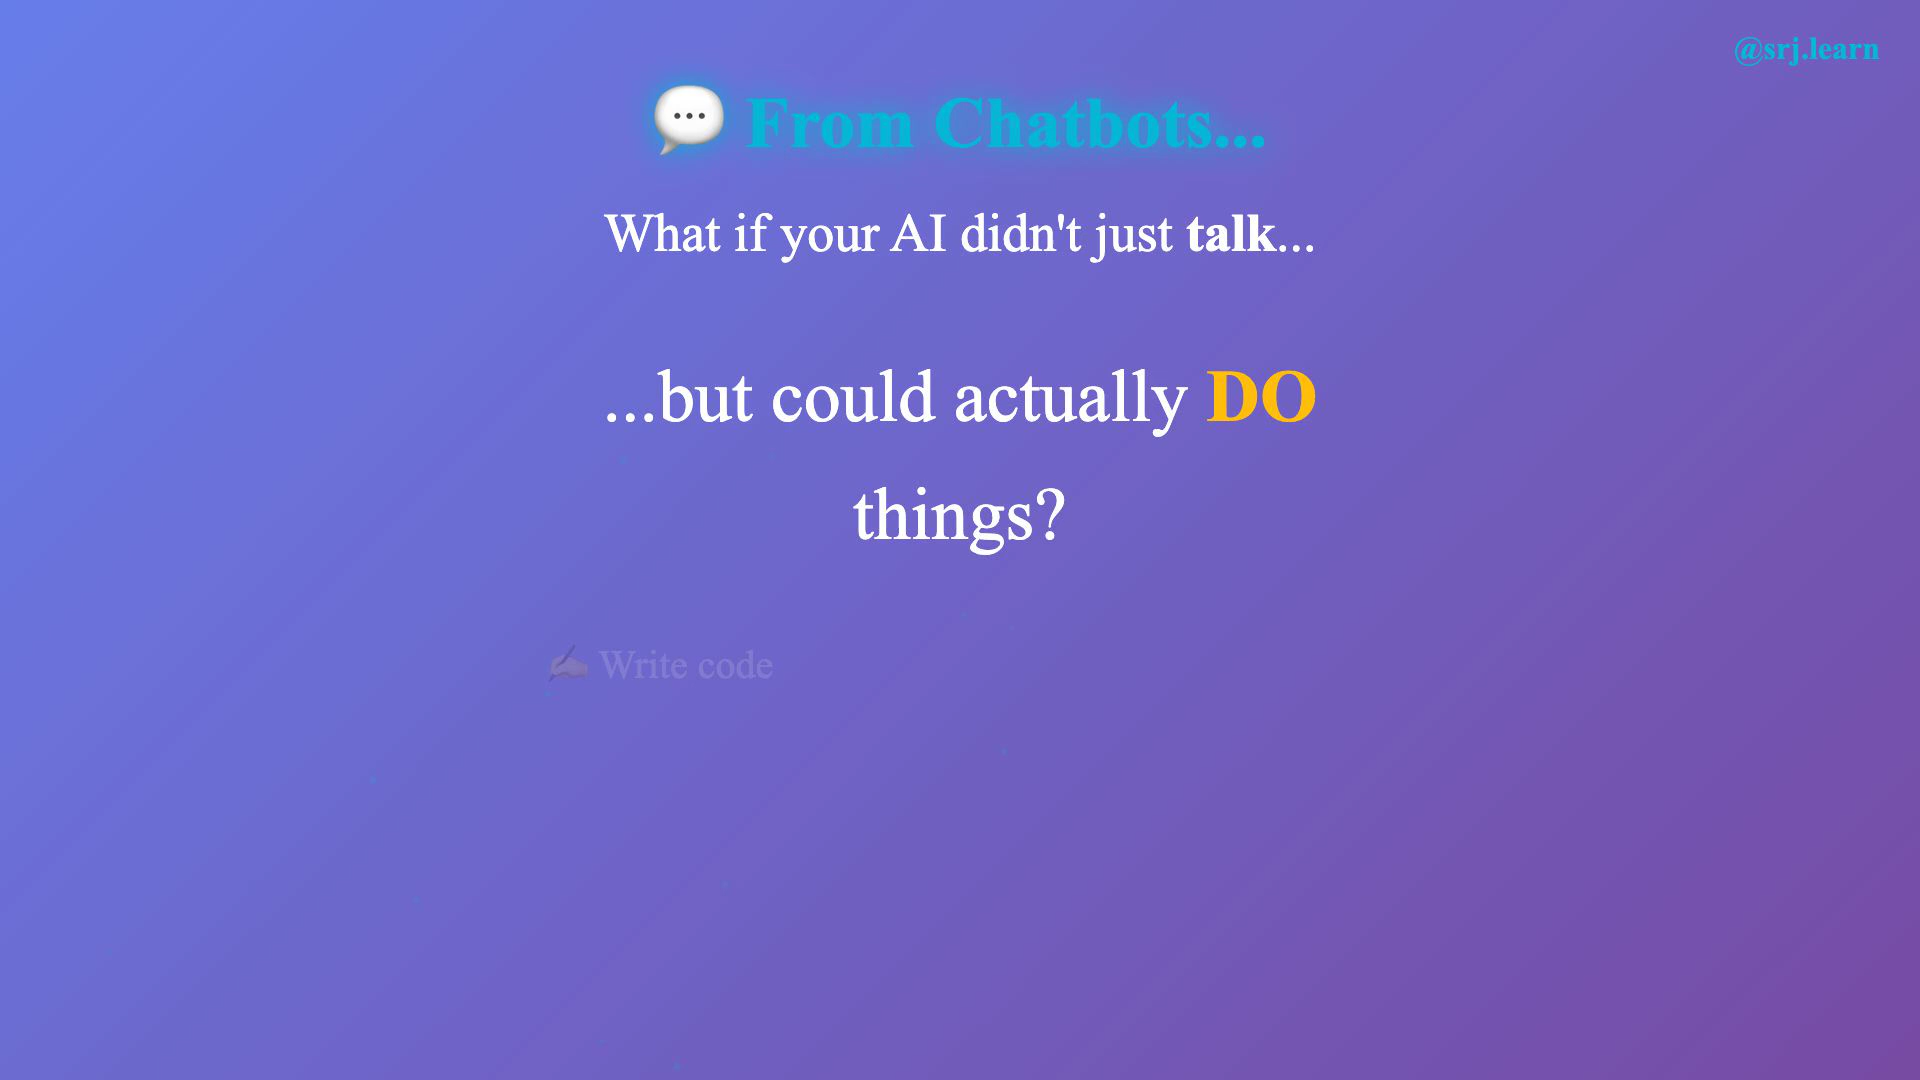 @srj.learn
💬 From Chatbots...
What if your AI didn't just talk...
...but could actually DO
things?
✍️ Write code